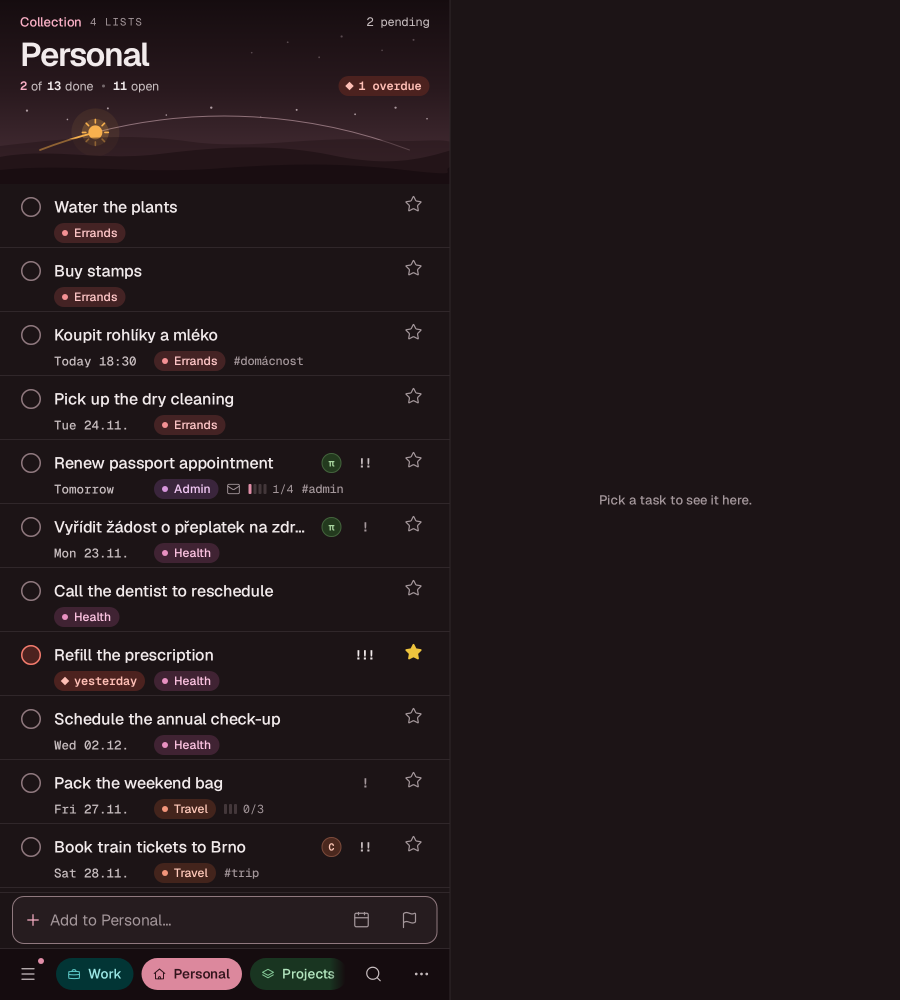 Collection 4 LISTS 2 pending
Personal
2 of 13 done • 11 open 1 overdue
Water the plants
Errands
Buy stamps
Errands
Koupit rohlíky a mléko
Today 18:30 Errands #domácnost
Pick up the dry cleaning
Tue 24.11. Errands
Renew passport appointment π !!
Tomorrow Admin 1/4 #admin
Vyřídit žádost o přeplatek na zdr… π !
Mon 23.11. Health
Call the dentist to reschedule
Health
Refill the prescription !!!
yesterday Health
Schedule the annual check-up
Wed 02.12. Health
Pack the weekend bag !
Fri 27.11. Travel 0/3
Book train tickets to Brno C !!
Sat 28.11. Travel #trip
Add to Personal…
Work Personal Projects
Pick a task to see it here.